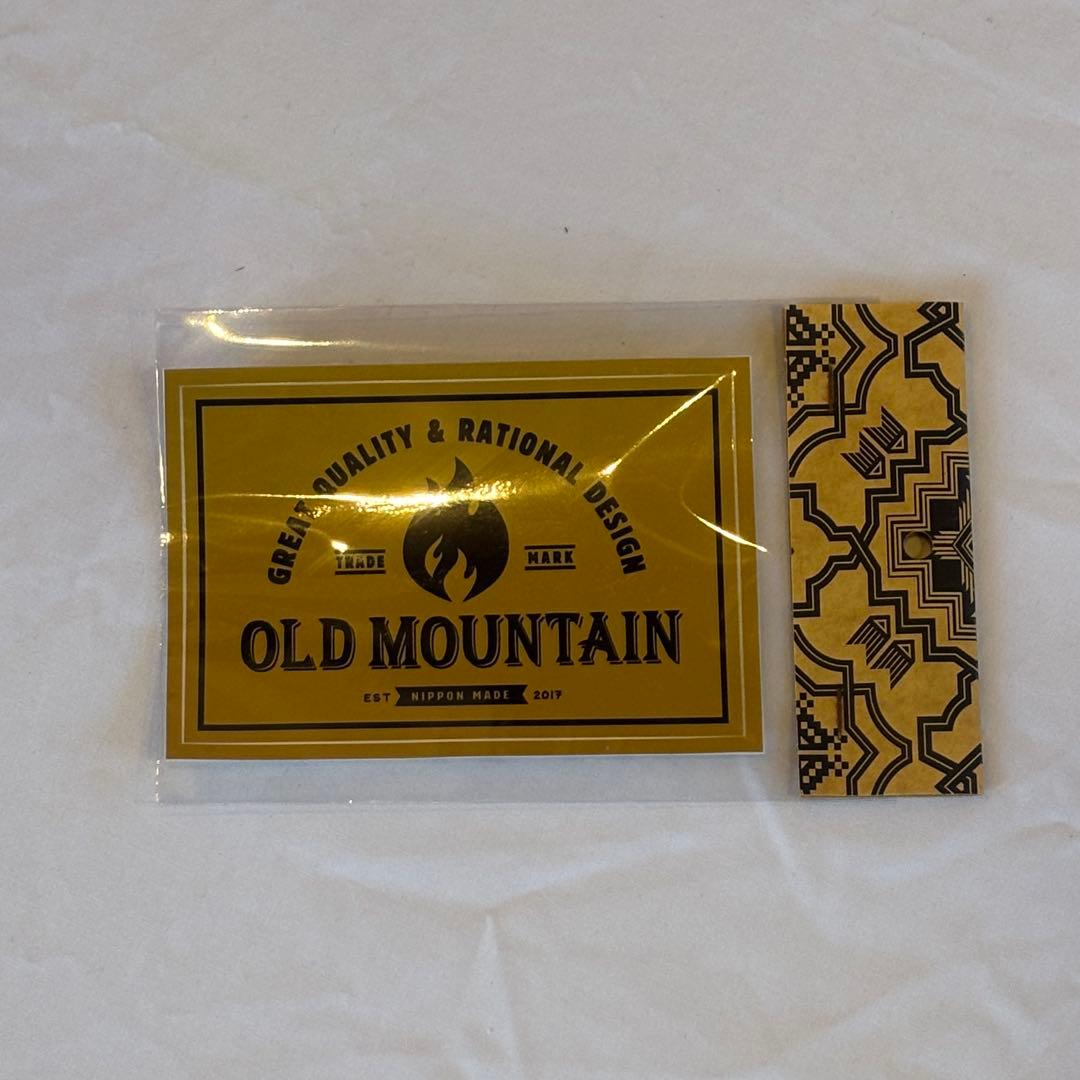 GREAT QUALITY & RATIONAL DESIGN
TRADE MARK
OLD MOUNTAIN
EST NIPPON MADE 2017